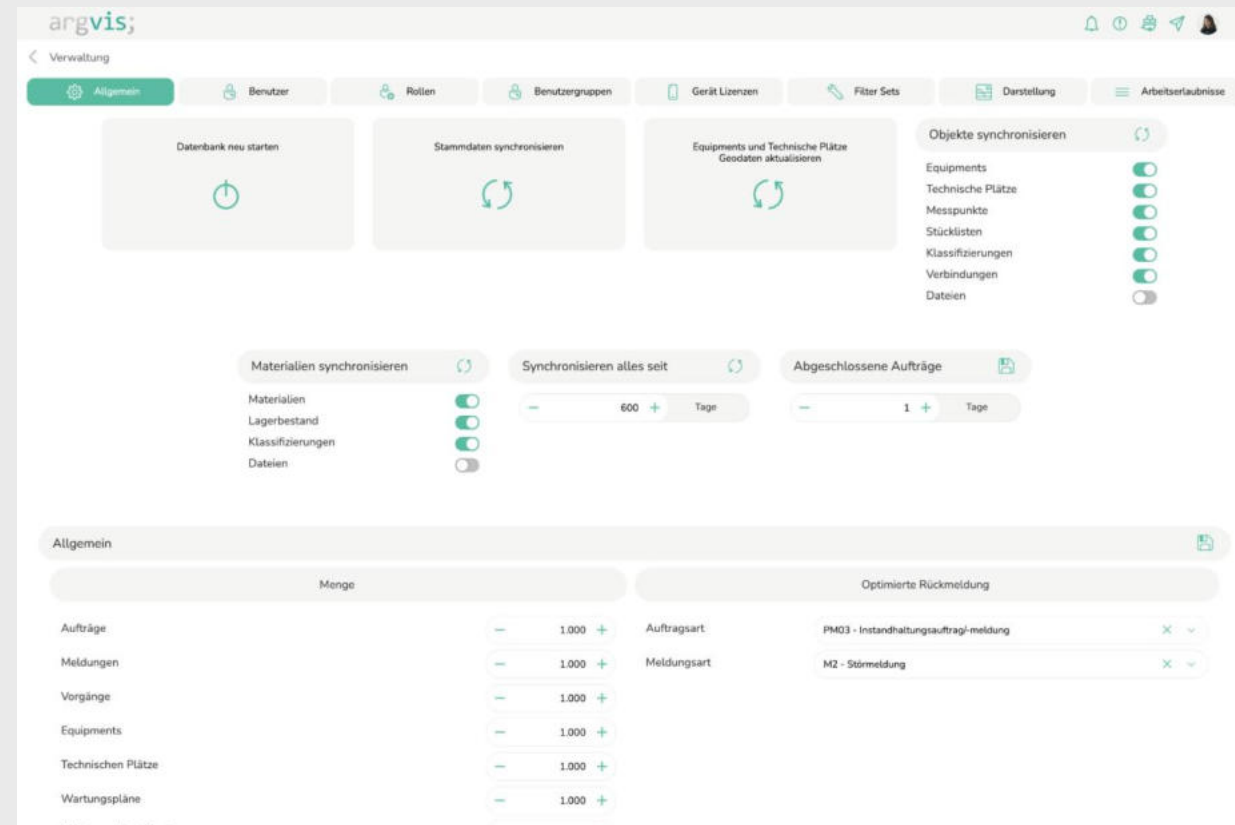 argvis;
Verwaltung
Allgemein
Benutzer
Rollen
Benutzergruppen
Gerät Lizenzen
Filter Sets
Darstellung
Arbeitserlaubnisse
Datenbank neu starten
Stammdaten synchronisieren
Equipments und Technische Plätze
Geodaten aktualisieren
Objekte synchronisieren
Equipments
Technische Plätze
Messpunkte
Stücklisten
Klassifizierungen
Verbindungen
Dateien
Materialien synchronisieren
Materialien
Lagerbestand
Klassifizierungen
Dateien
Synchronisieren alles seit
— 600 + Tage
Abgeschlossene Aufträge
— 1 + Tage
Allgemein
Menge
Aufträge — 1.000 +
Meldungen — 1.000 +
Vorgänge — 1.000 +
Equipments — 1.000 +
Technischen Plätze — 1.000 +
Wartungspläne — 1.000 +
Optimierte Rückmeldung
Auftragsart PM03 - Instandhaltungsauftrag/-meldung
Meldungsart M2 - Störmeldung